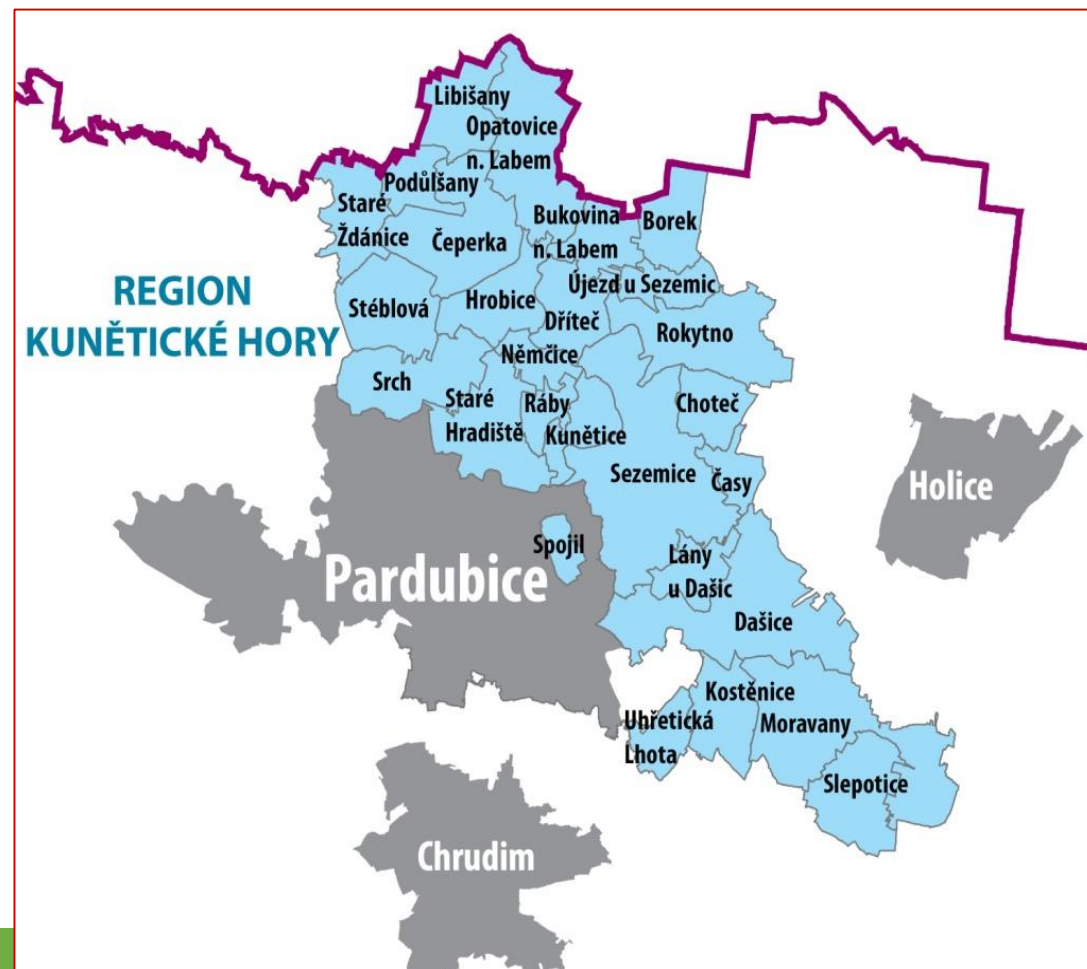 Libišany
Opatovice
n. Labem
Podůlšany
Staré
Ždánice
Čeperka
Bukovina
n. Labem
Borek
REGION
KUNĚTICKÉ HORY
Stéblová
Hrobice
Újezd u Sezemic
Dříteč
Rokytno
Němčice
Srch
Staré
Hradiště
Ráby
Kunětice
Choteč
Sezemice
Časy
Holice
Spojil
Pardubice
Lány
u Dašic
Dašice
Kostěnice
Uhřetická
Lhota
Moravany
Slepotice
Chrudim